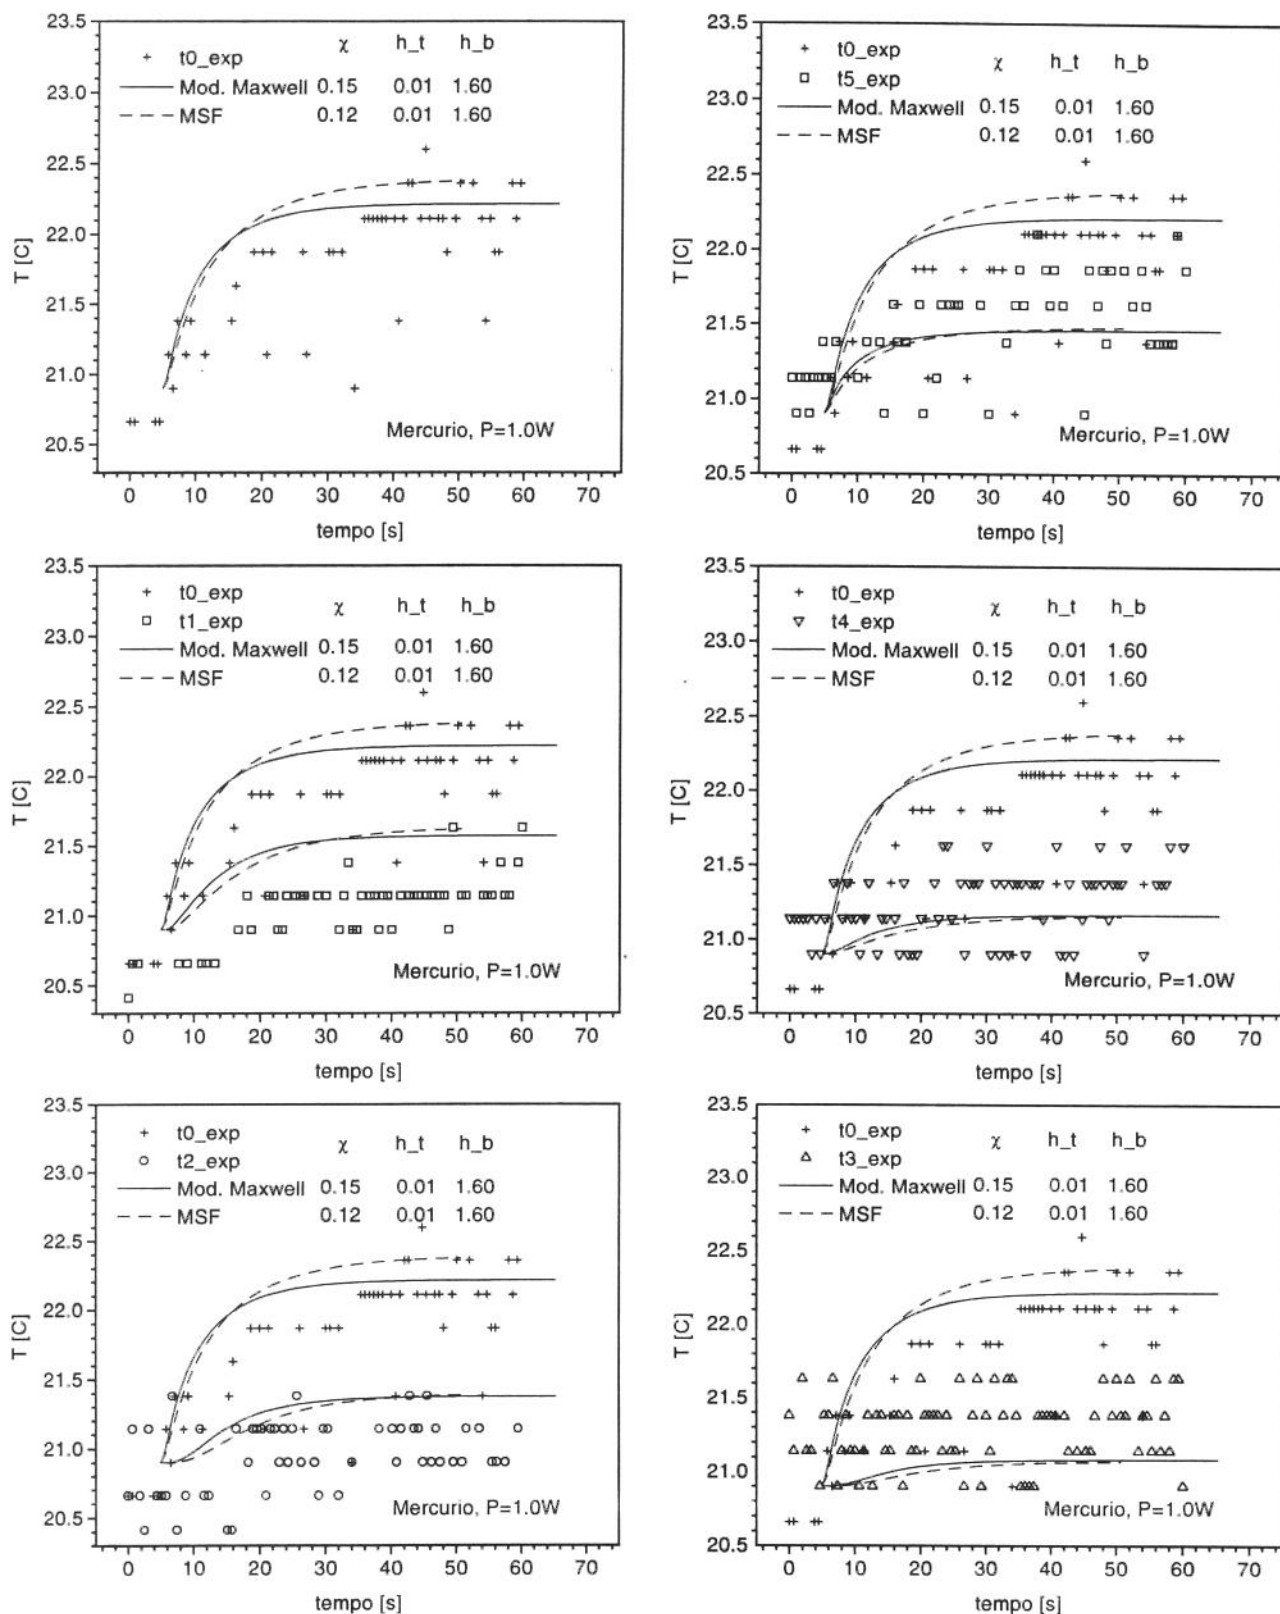 23.5
23.0
22.5
22.0
21.5
21.0
20.5
T [C]
χ h_t h_b
t0_exp
Mod. Maxwell 0.15 0.01 1.60
MSF 0.12 0.01 1.60
Mercurio, P=1.0W
0 10 20 30 40 50 60 70
tempo [s]
23.5
23.0
22.5
22.0
21.5
21.0
20.5
T [C]
t0_exp
χ h_t h_b
t5_exp
Mod. Maxwell 0.15 0.01 1.60
MSF 0.12 0.01 1.60
Mercurio, P=1.0W
0 10 20 30 40 50 60 70
tempo [s]
23.5
23.0
22.5
22.0
21.5
21.0
20.5
T [C]
t0_exp
χ h_t h_b
t1_exp
Mod. Maxwell 0.15 0.01 1.60
MSF 0.12 0.01 1.60
Mercurio, P=1.0W
0 10 20 30 40 50 60 70
tempo [s]
23.5
23.0
22.5
22.0
21.5
21.0
20.5
T [C]
t0_exp
χ h_t h_b
t4_exp
Mod. Maxwell 0.15 0.01 1.60
MSF 0.12 0.01 1.60
Mercurio, P=1.0W
0 10 20 30 40 50 60 70
tempo [s]
23.5
23.0
22.5
22.0
21.5
21.0
20.5
T [C]
t0_exp
χ h_t h_b
t2_exp
Mod. Maxwell 0.15 0.01 1.60
MSF 0.12 0.01 1.60
Mercurio, P=1.0W
0 10 20 30 40 50 60 70
tempo [s]
23.5
23.0
22.5
22.0
21.5
21.0
20.5
T [C]
t0_exp
χ h_t h_b
t3_exp
Mod. Maxwell 0.15 0.01 1.60
MSF 0.12 0.01 1.60
Mercurio, P=1.0W
0 10 20 30 40 50 60 70
tempo [s]